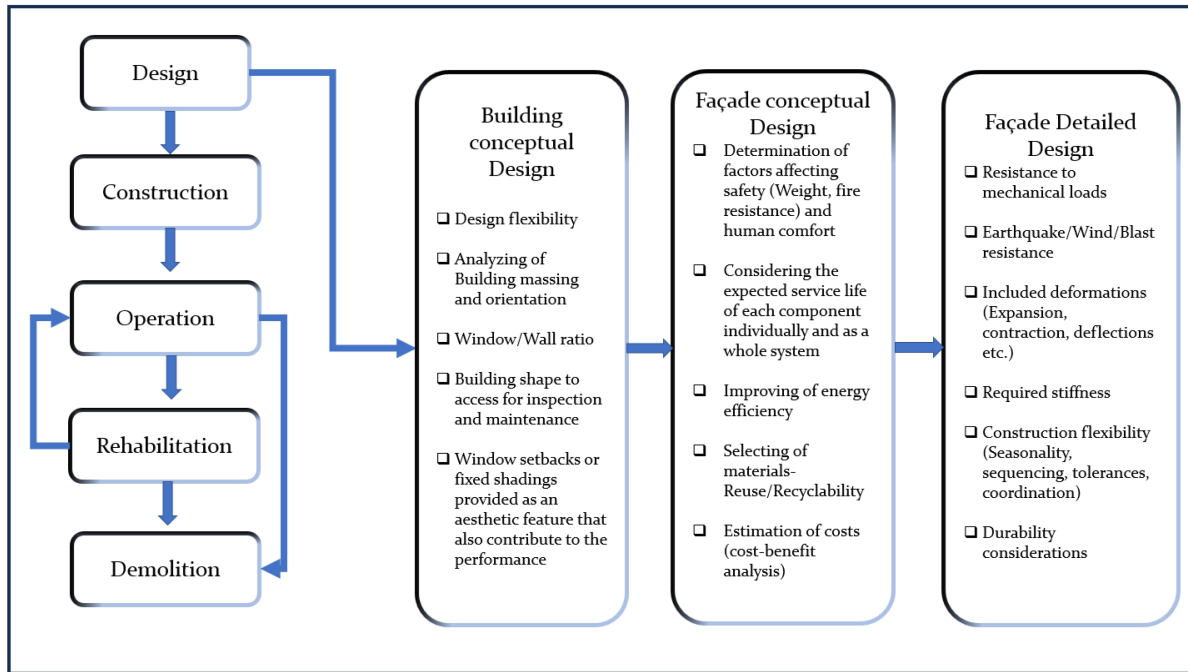 Design
Construction
Operation
Rehabilitation
Demolition
Building
conceptual
Design
❑ Design flexibility
❑ Analyzing of
Building massing
and orientation
❑ Window/Wall ratio
❑ Building shape to
access for inspection
and maintenance
❑ Window setbacks or
fixed shadings
provided as an
aesthetic feature that
also contribute to the
performance
Façade conceptual
Design
❑ Determination of
factors affecting
safety (Weight, fire
resistance) and
human comfort
❑ Considering the
expected service life
of each component
individually and as a
whole system
❑ Improving of energy
efficiency
❑ Selecting of
materials-
Reuse/Recyclability
❑ Estimation of costs
(cost-benefit
analysis)
Façade Detailed
Design
❑ Resistance to
mechanical loads
❑ Earthquake/Wind/Blast
resistance
❑ Included deformations
(Expansion,
contraction, deflections
etc.)
❑ Required stiffness
❑ Construction flexibility
(Seasonality,
sequencing, tolerances,
coordination)
❑ Durability
considerations